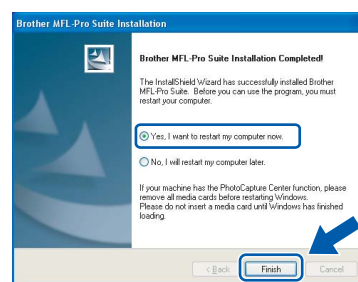 Brother MFL-Pro Suite Installation
Brother MFL-Pro Suite Installation Completed!
The InstallShield Wizard has successfully installed Brother
MFL-Pro Suite. Before you can use the program, you must
restart your computer.
Yes, I want to restart my computer now.
No, I will restart my computer later.
If your machine has the PhotoCapture Center function, please
remove all media cards before restarting Windows.
Please do not insert a media card until Windows has finished
loading.
< Back
Finish
Cancel